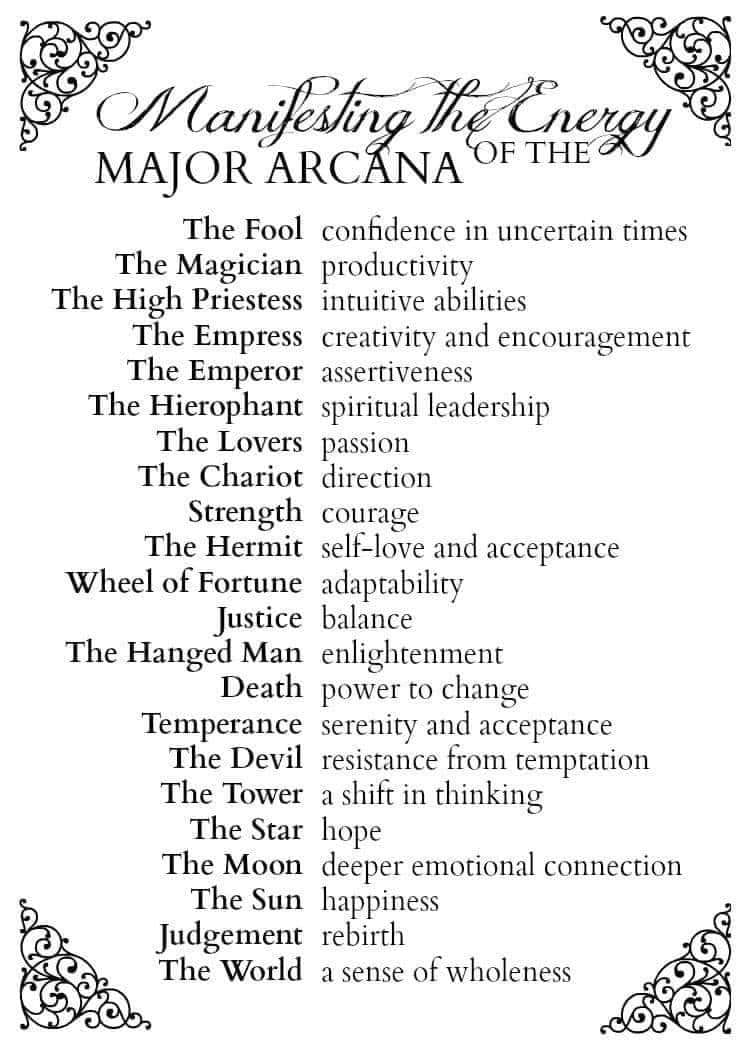 Manifesting the Energy
OF THE
MAJOR ARCANA
The Fool confidence in uncertain times
The Magician productivity
The High Priestess intuitive abilities
The Empress creativity and encouragement
The Emperor assertiveness
The Hierophant spiritual leadership
The Lovers passion
The Chariot direction
Strength courage
The Hermit self-love and acceptance
Wheel of Fortune adaptability
Justice balance
The Hanged Man enlightenment
Death power to change
Temperance serenity and acceptance
The Devil resistance from temptation
The Tower a shift in thinking
The Star hope
The Moon deeper emotional connection
The Sun happiness
Judgement rebirth
The World a sense of wholeness